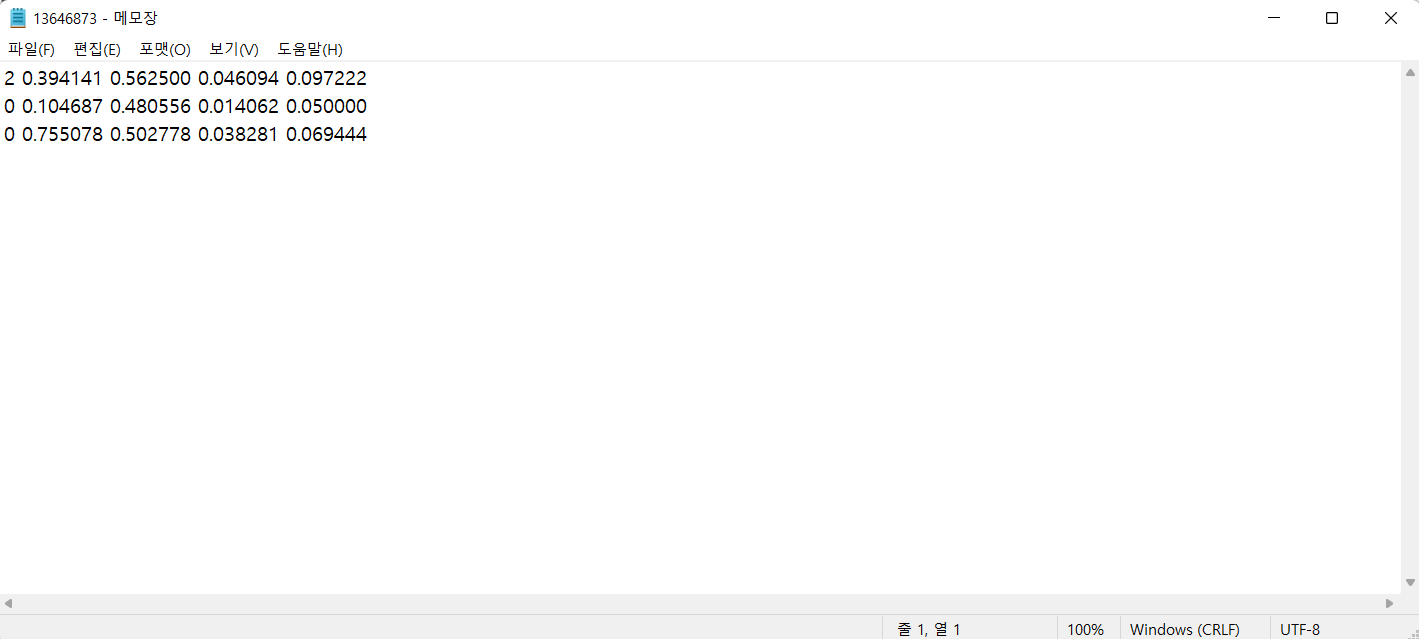 13646873 - 메모장
파일(F) 편집(E) 포맷(O) 보기(V) 도움말(H)
2 0.394141 0.562500 0.046094 0.097222
0 0.104687 0.480556 0.014062 0.050000
0 0.755078 0.502778 0.038281 0.069444
줄 1, 열 1 100% Windows (CRLF) UTF-8